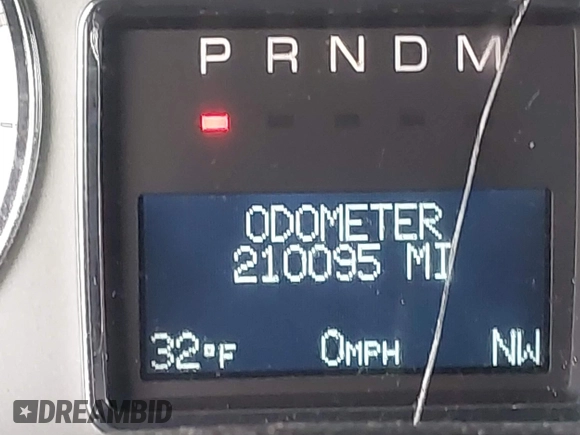 P R N D M
ODOMETER
210095 MI
32°F 0MPH NW
DREAMBID